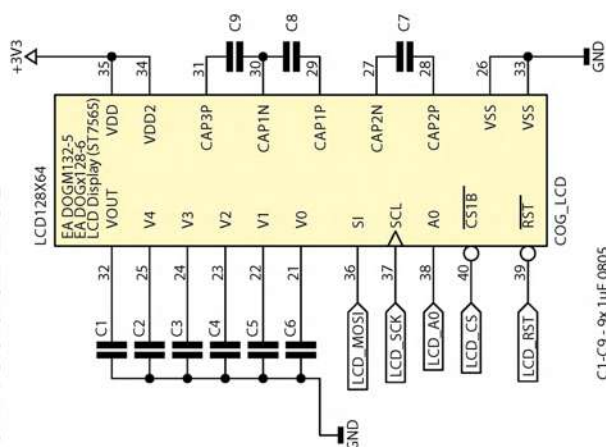 +3V3
LCD128X64
EA DOGM132-5
EA DOGx128-6
LCD Display (ST7565)
C1 32 VOUT VDD 35
C2 25 V4 VDD2 34
C3 24 V3 CAP3P 31
C9
C4 23 V2
C5 22 V1 CAP1N 30
C8
C6 21 V0 CAP1P 29
GND
LCD_MOSI 36 SI CAP2N 27
C7
LCD_SCK 37 SCL
LCD_A0 38 A0 CAP2P 28
LCD_CS 40 CS1B VSS 26
LCD_RST 39 RST VSS 33
COG_LCD
GND
C1-C9 - 9x 1uF 0805